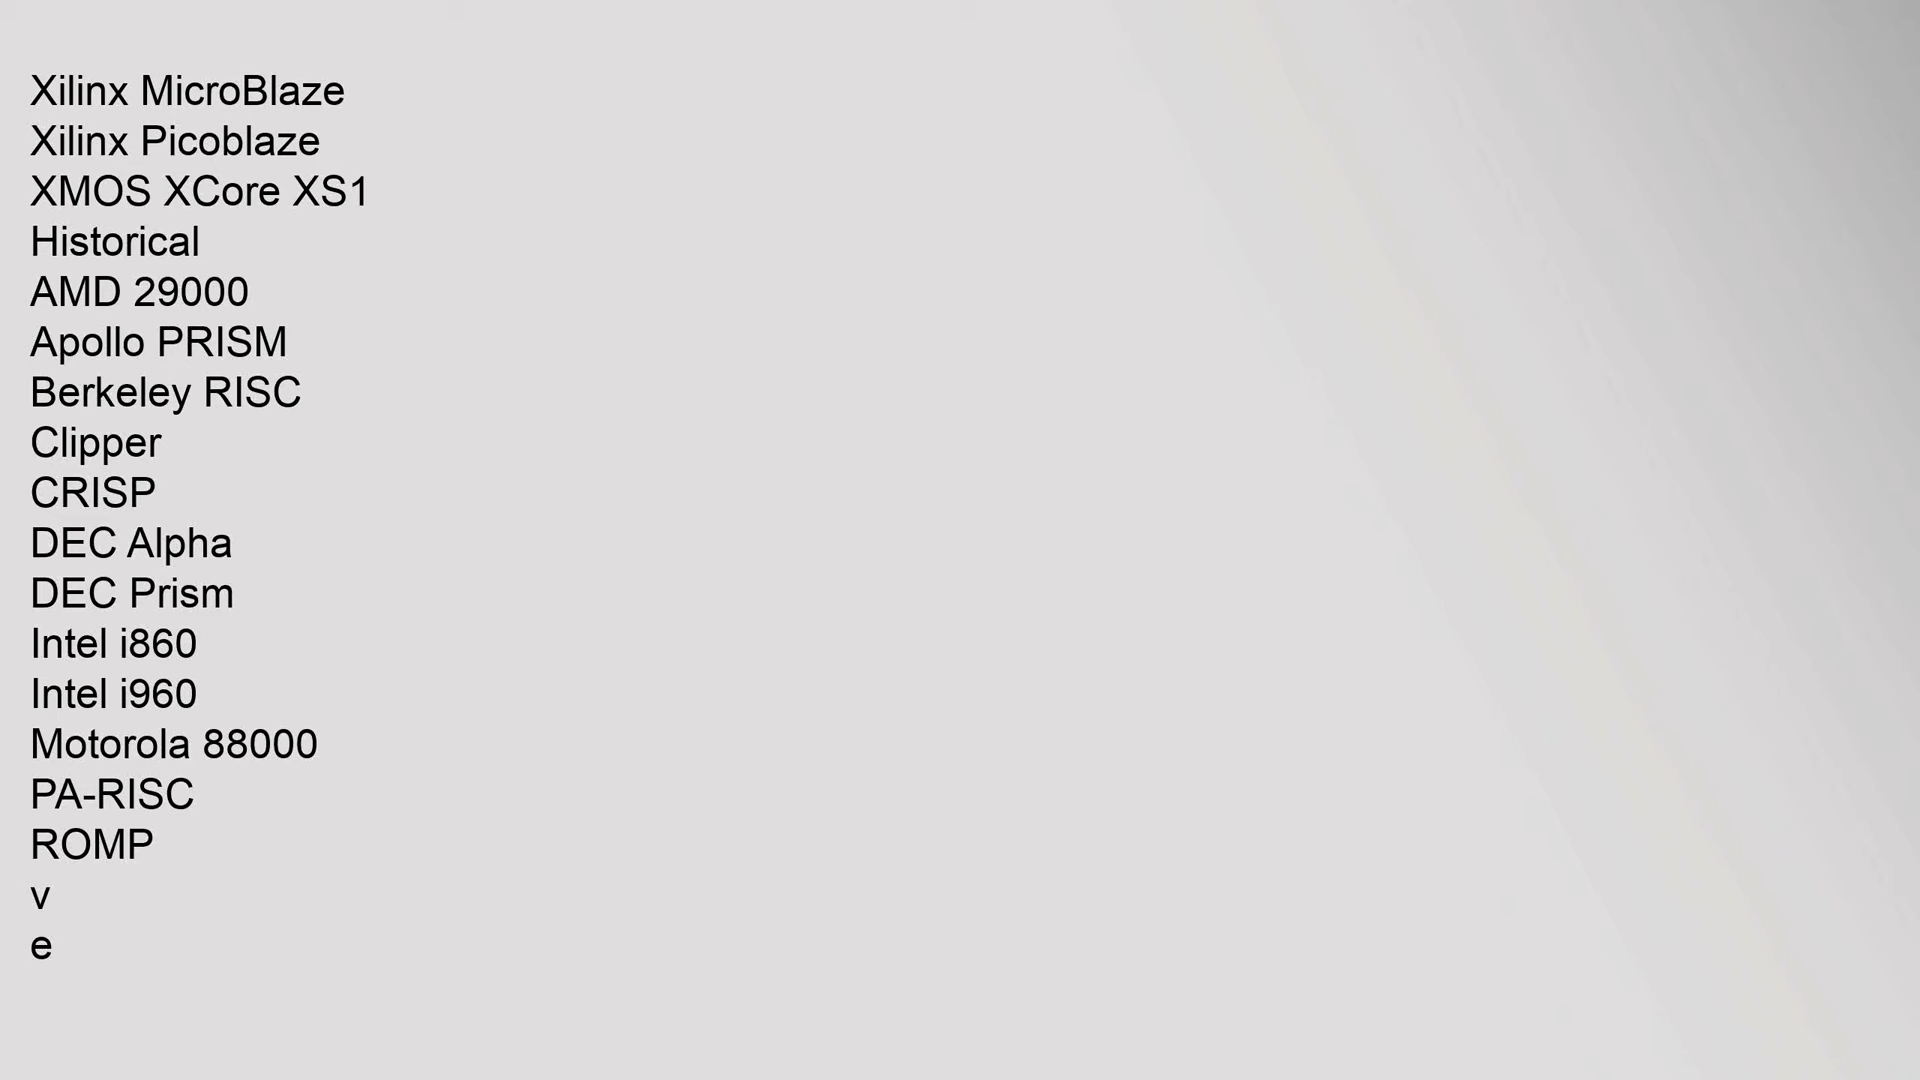 Xilinx MicroBlaze
Xilinx Picoblaze
XMOS XCore XS1
Historical
AMD 29000
Apollo PRISM
Berkeley RISC
Clipper
CRISP
DEC Alpha
DEC Prism
Intel i860
Intel i960
Motorola 88000
PA-RISC
ROMP
v
e